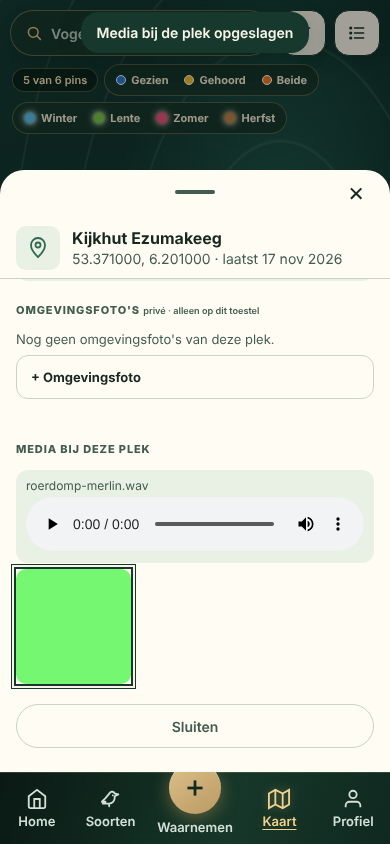 Voge
Media bij de plek opgeslagen
5 van 6 pins
Gezien
Gehoord
Beide
Winter
Lente
Zomer
Herfst
Kijkhut Ezumakeeg
53.371000, 6.201000 · laatst 17 nov 2026
OMGEVINGSFOTO'S privé · alleen op dit toestel
Nog geen omgevingsfoto's van deze plek.
+ Omgevingsfoto
MEDIA BIJ DEZE PLEK
roerdomp-merlin.wav
0:00 / 0:00
Sluiten
Home
Soorten
Waarnemen
Kaart
Profiel